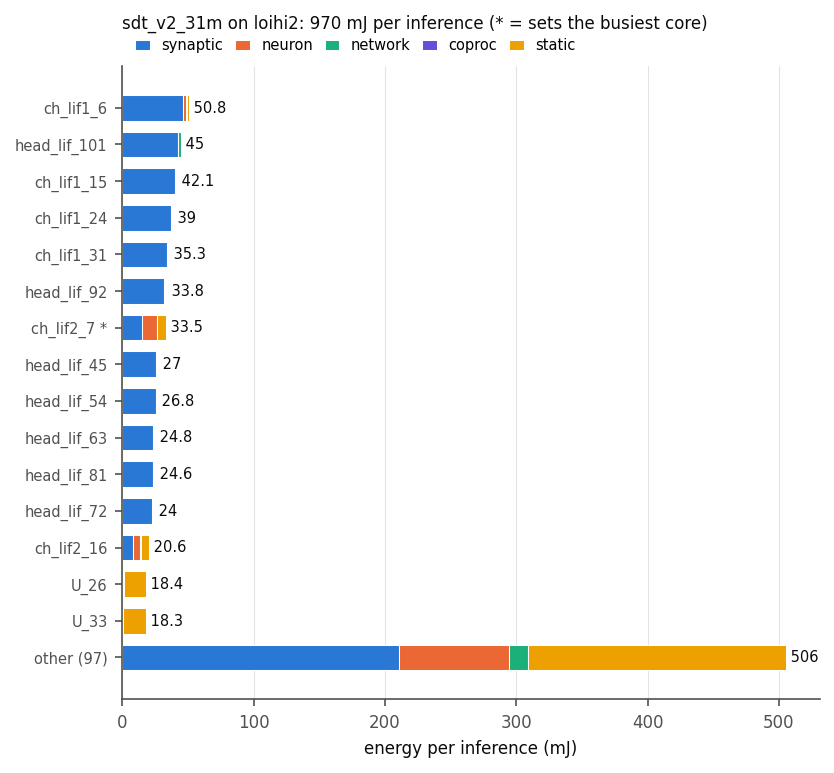 sdt_v2_31m on loihi2: 970 mJ per inference (* = sets the busiest core)
synaptic neuron network coproc static
ch_lif1_6 50.8
head_lif_101 45
ch_lif1_15 42.1
ch_lif1_24 39
ch_lif1_31 35.3
head_lif_92 33.8
ch_lif2_7 * 33.5
head_lif_45 27
head_lif_54 26.8
head_lif_63 24.8
head_lif_81 24.6
head_lif_72 24
ch_lif2_16 20.6
U_26 18.4
U_33 18.3
other (97) 506
0 100 200 300 400 500
energy per inference (mJ)